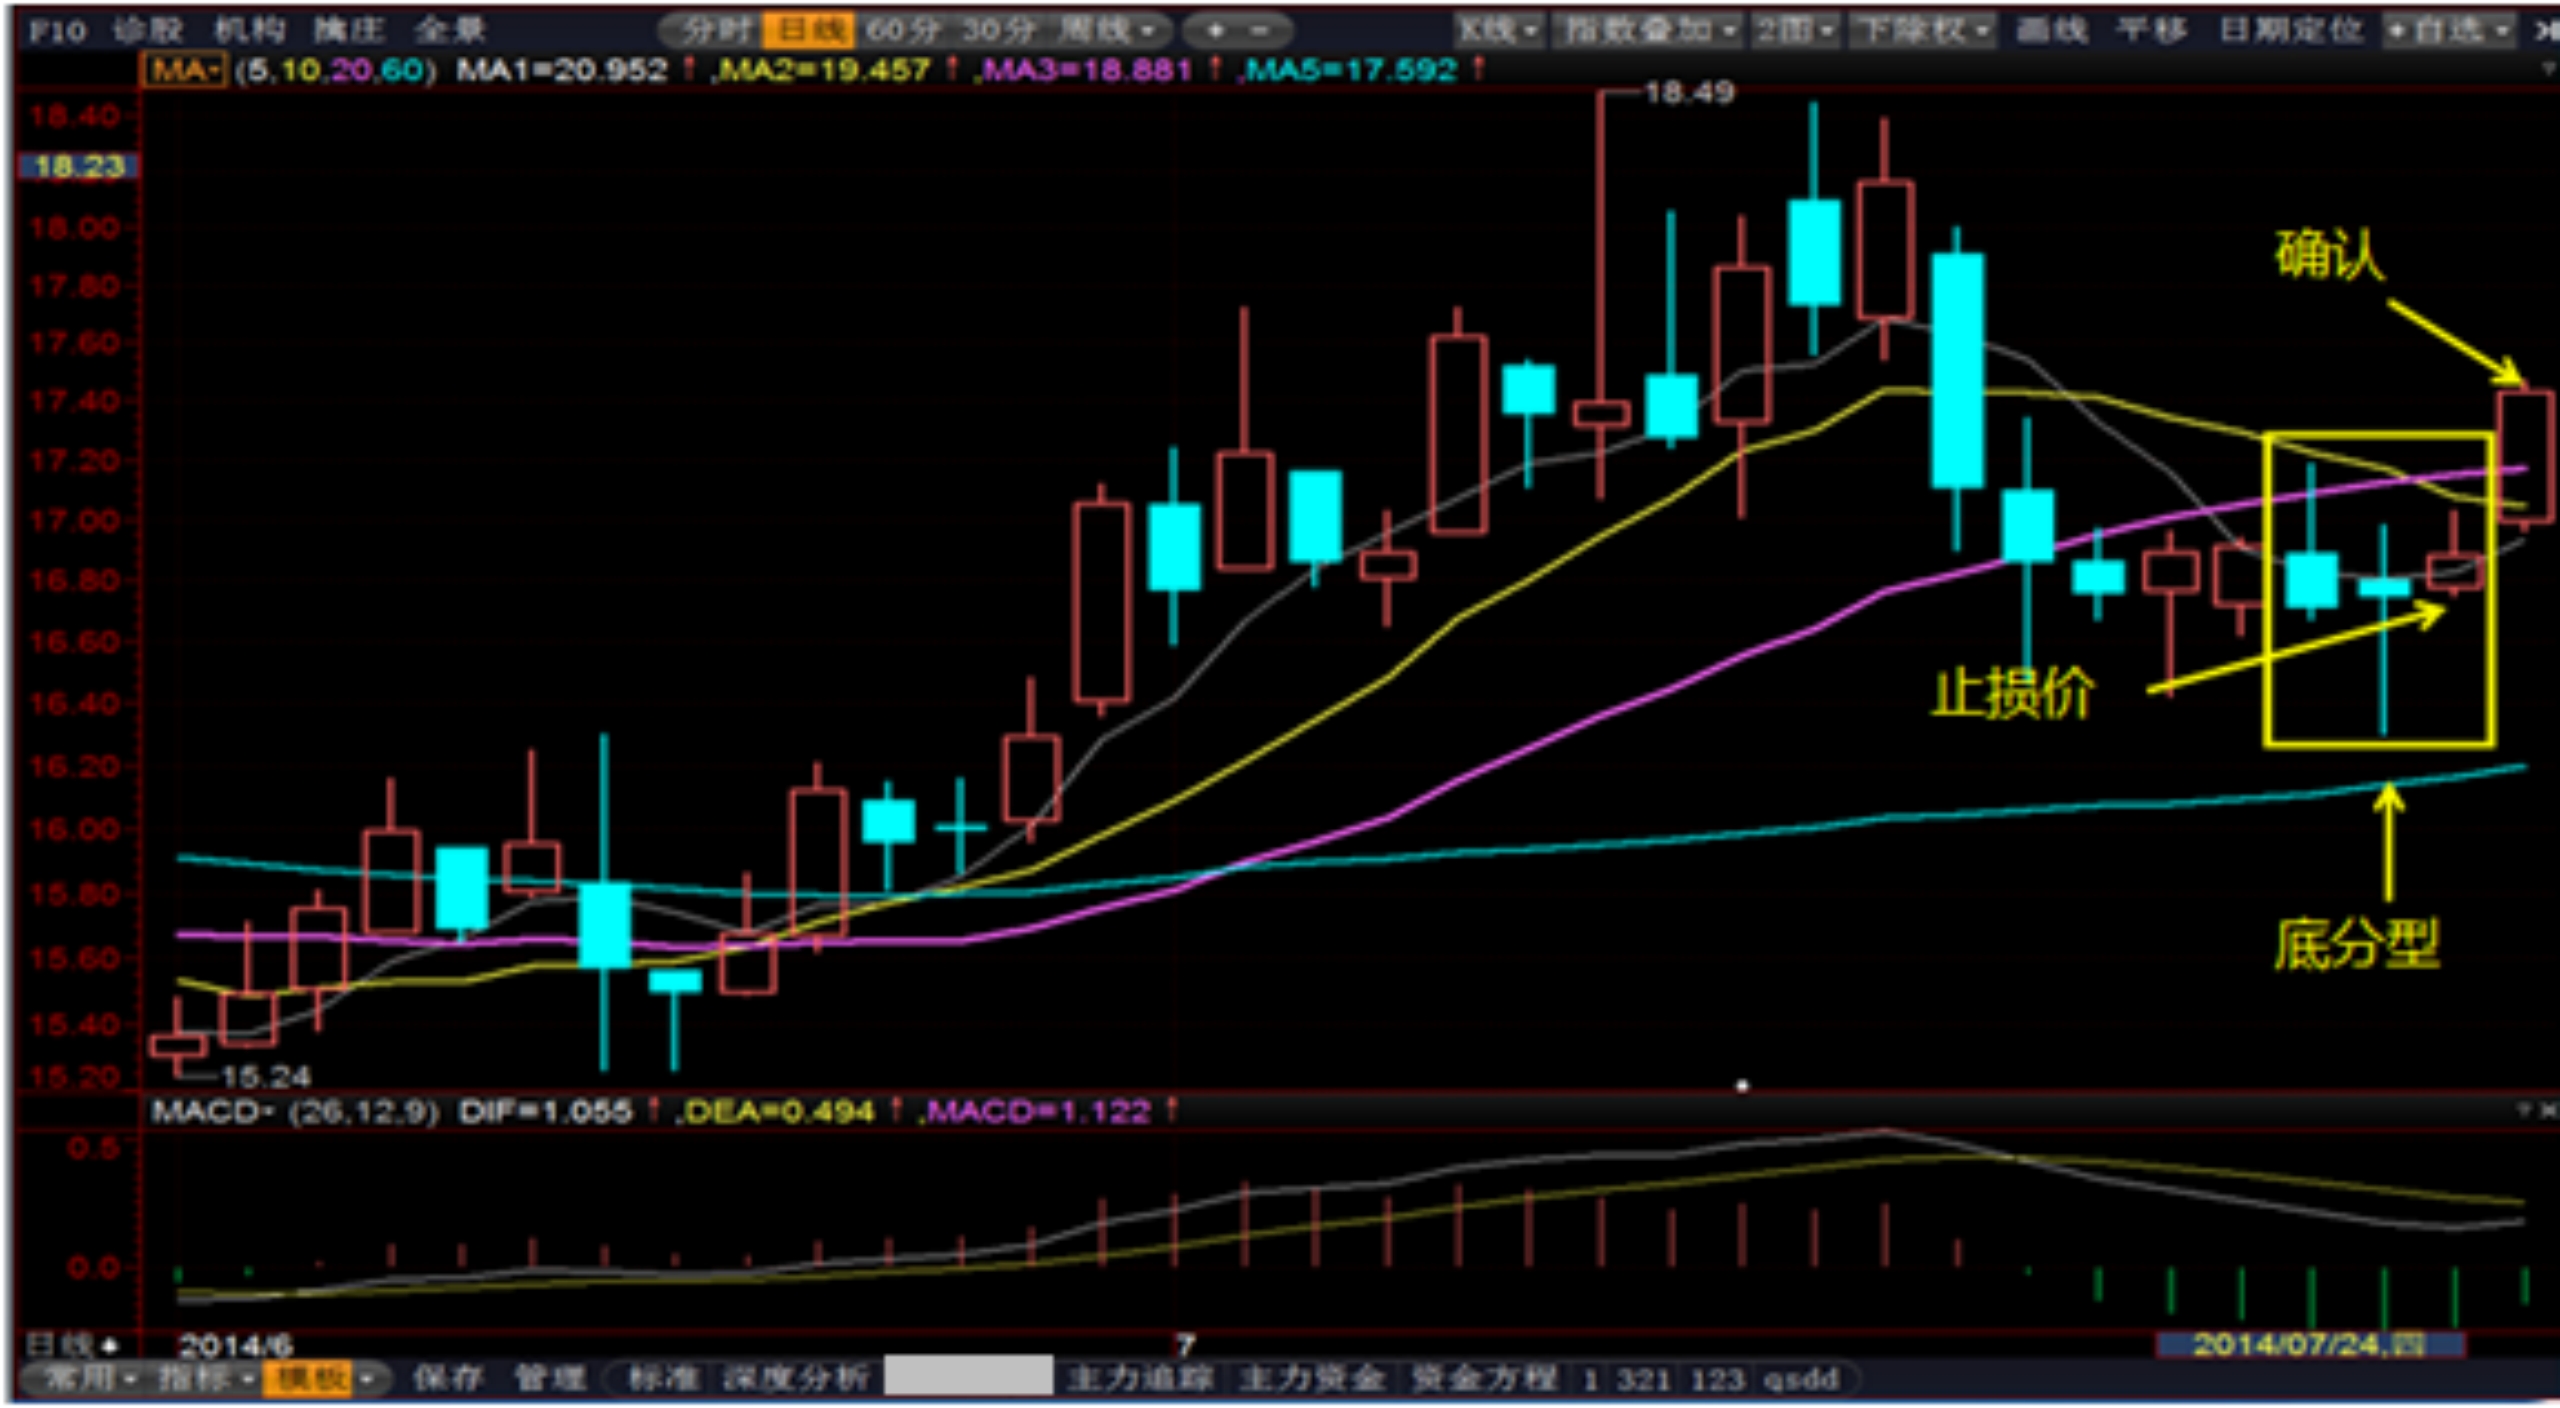 F10 诊股 机构 擒庄 全景 分时 日线 60分 30分 周线 + - K线 指数叠加 2图 下除权 画线 平移 日期定位 +自选
MA (5,10,20,60) MA1=20.952↑,MA2=19.457↑,MA3=18.881↑,MA5=17.592↑
18.49
18.40
18.23
18.00
确认
17.80
17.60
17.40
17.20
17.00
16.80
16.60
止损价
16.40
16.20
16.00
底分型
15.80
15.60
15.40
15.20
15.24
MACD (26,12,9) DIF=1.055↑,DEA=0.494↑,MACD=1.122↑
0.5
0.0
日线 2014/6 7 2014/07/24,四
常用 指标 模板 保存 管理 标准 深度分析 主力追踪 主力资金 资金方程 1 321 123 qsdd